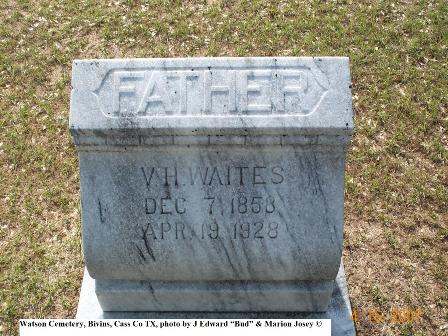 FATHER
V.H. WAITES
DEC 7, 1858
APR. 19, 1928
Watson Cemetery, Bivins, Cass Co TX, photo by J Edward “Bud” & Marion Josey ©